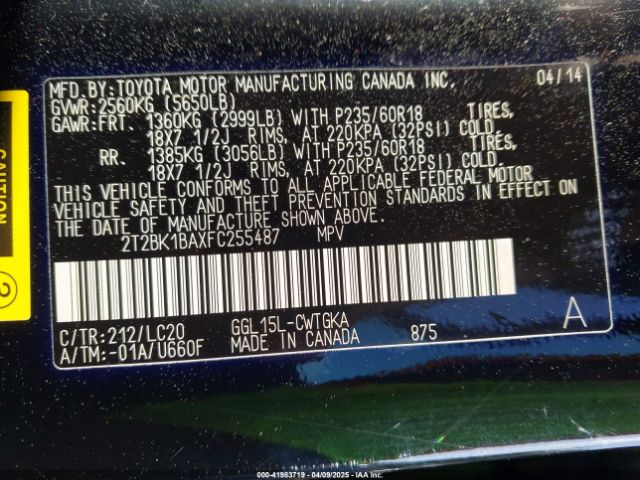 MFD. BY: TOYOTA MOTOR MANUFACTURING CANADA INC. 04/14
GVWR: 2560KG (5650LB)
GAWR: FRT. 1360KG (2999LB) WITH P235/60R18 TIRES,
18X7 1/2J RIMS, AT 220KPA (32PSI) COLD.
RR. 1385KG (3056LB) WITH P235/60R18 TIRES,
18X7 1/2J RIMS, AT 220KPA (32PSI) COLD.
THIS VEHICLE CONFORMS TO ALL APPLICABLE FEDERAL MOTOR
VEHICLE SAFETY AND THEFT PREVENTION STANDARDS IN EFFECT ON
THE DATE OF MANUFACTURE SHOWN ABOVE.
2T2BK1BAXFC255487 MPV
C/TR: 212/LC20 GGL15L-CWTGKA A
A/TM: -01A/U660F MADE IN CANADA 875
CAUTION
2
000-41983719 - 04/09/2025 - IAAI.COM